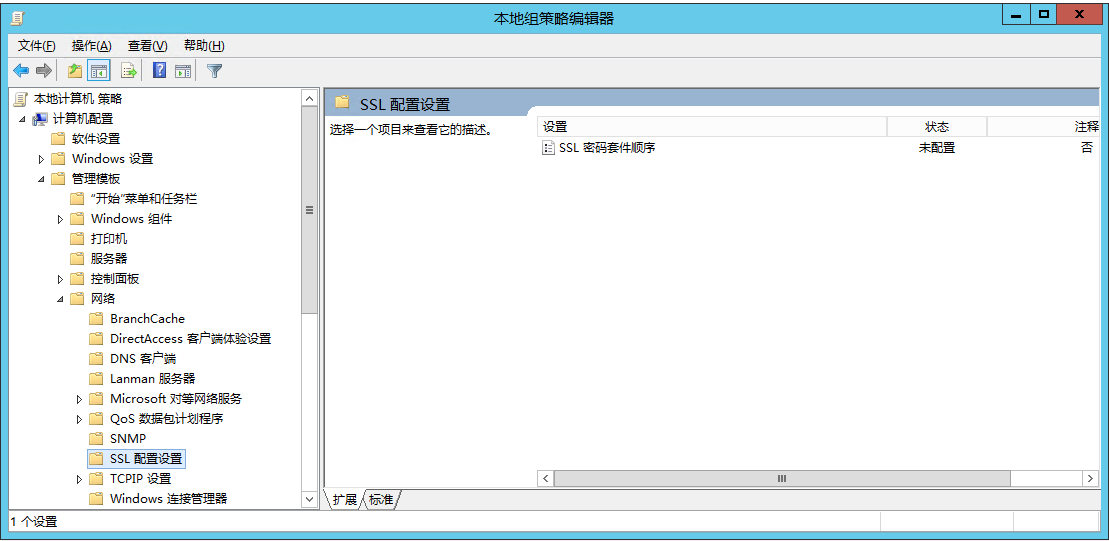 本地组策略编辑器
文件(F) 操作(A) 查看(V) 帮助(H)
本地计算机 策略
计算机配置
软件设置
Windows 设置
管理模板
“开始”菜单和任务栏
Windows 组件
打印机
服务器
控制面板
网络
BranchCache
DirectAccess 客户端体验设置
DNS 客户端
Lanman 服务器
Microsoft 对等网络服务
QoS 数据包计划程序
SNMP
SSL 配置设置
TCPIP 设置
Windows 连接管理器
SSL 配置设置
选择一个项目来查看它的描述。
设置 状态 注释
SSL 密码套件顺序 未配置 否
扩展 标准
1 个设置